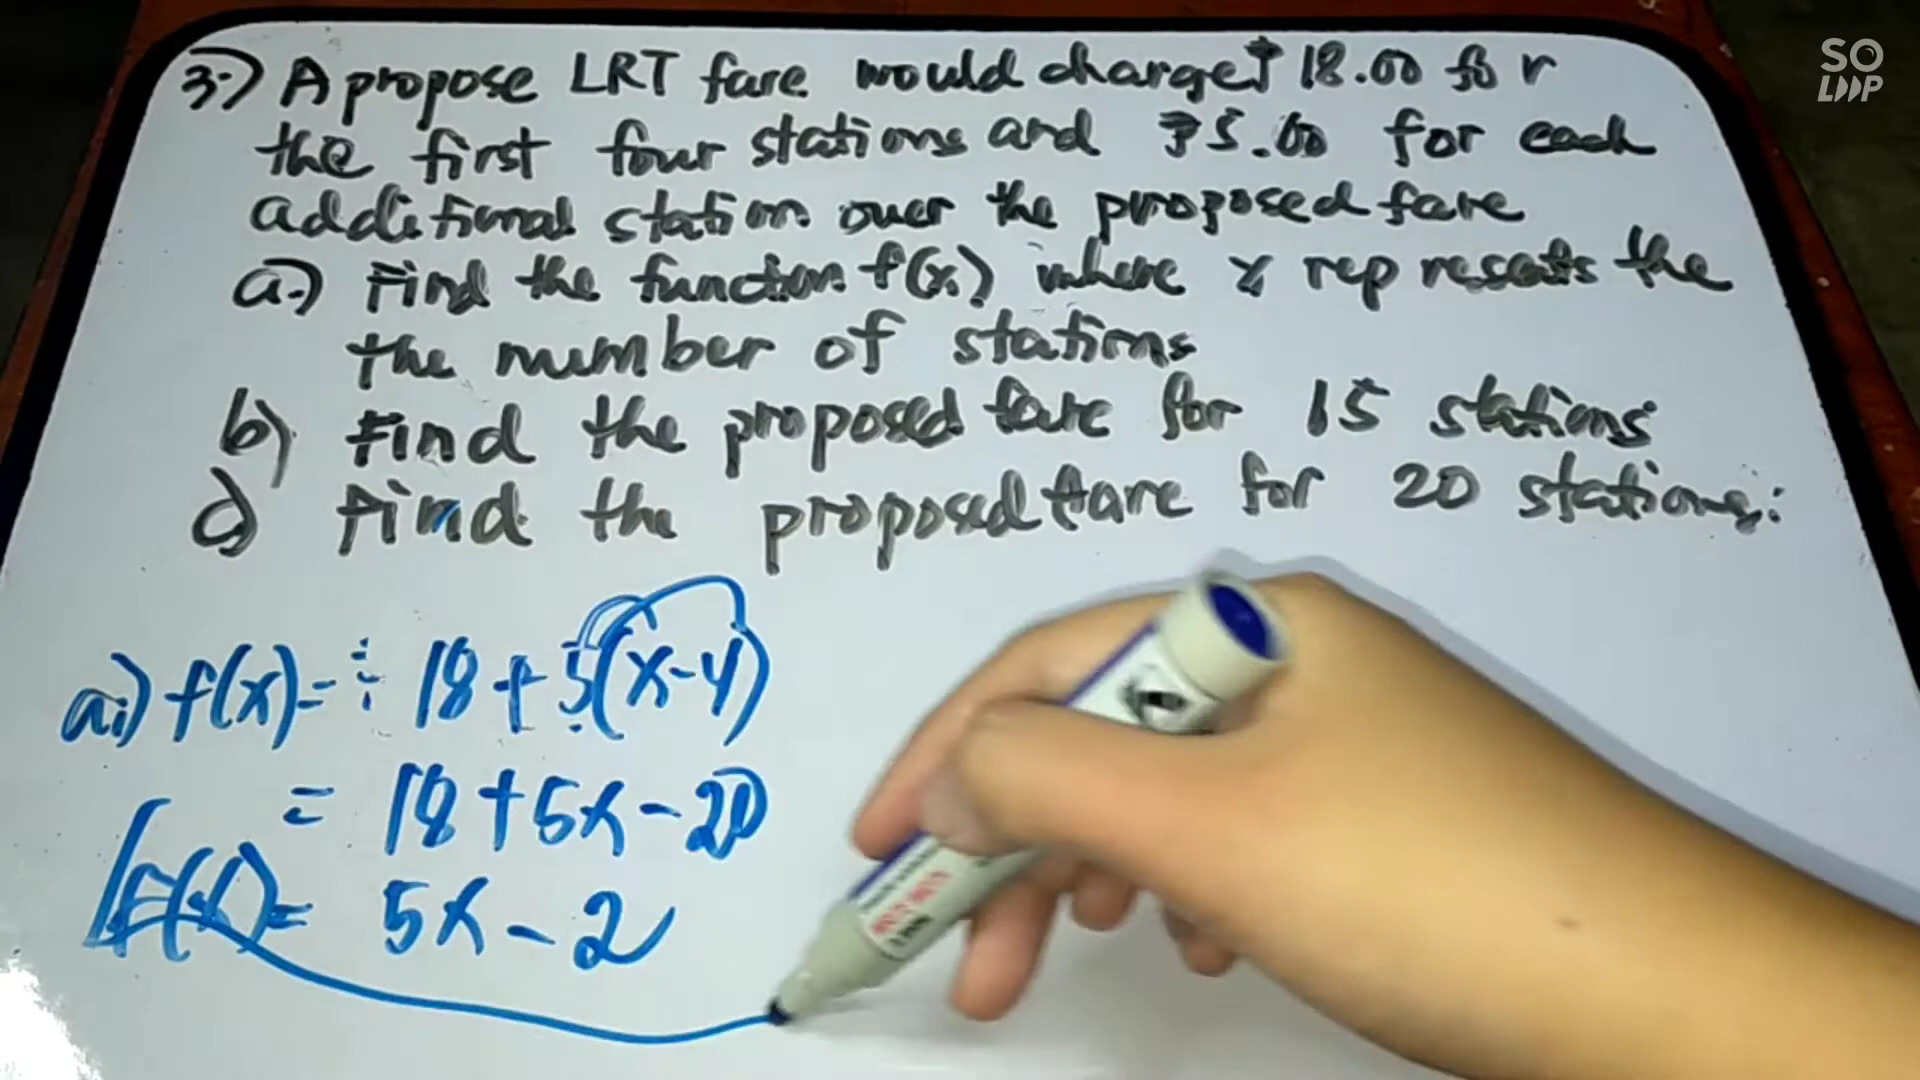 SO
LOOP
3.) A propose LRT fare would charge ₱ 18.00 for
the first four stations and ₱5.00 for each
additional station over the proposed fare
a.) Find the function f(x) where x represents the
the number of stations
b) Find the proposed fare for 15 stations
c) Find the proposed fare for 20 stations:
a.) f(x) = 18 + 5(x-4)
= 18 + 5x - 20
f(x) = 5x - 2